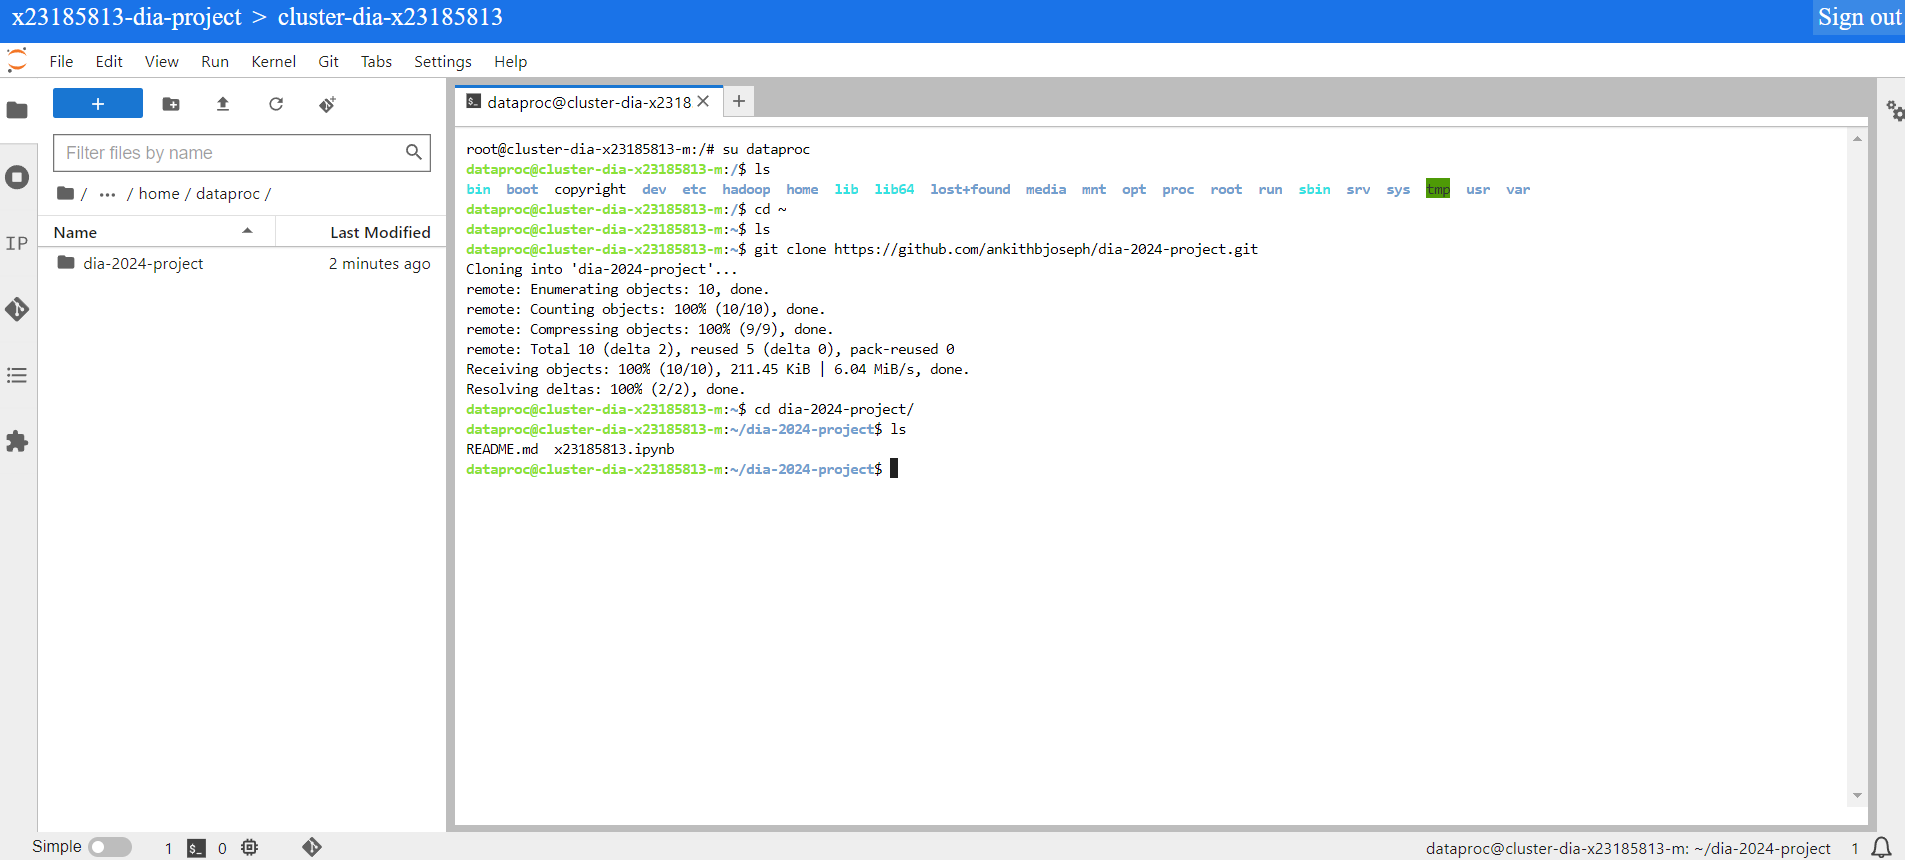 x23185813-dia-project > cluster-dia-x23185813
Sign out
File Edit View Run Kernel Git Tabs Settings Help
+
Filter files by name
/ ··· / home / dataproc /
Name Last Modified
dia-2024-project 2 minutes ago
IP
$_ dataproc@cluster-dia-x2318 × +
root@cluster-dia-x23185813-m:/# su dataproc
dataproc@cluster-dia-x23185813-m:/$ ls
bin boot copyright dev etc hadoop home lib lib64 lost+found media mnt opt proc root run sbin srv sys tmp usr var
dataproc@cluster-dia-x23185813-m:/$ cd ~
dataproc@cluster-dia-x23185813-m:~$ ls
dataproc@cluster-dia-x23185813-m:~$ git clone https://github.com/ankithbjoseph/dia-2024-project.git
Cloning into 'dia-2024-project'...
remote: Enumerating objects: 10, done.
remote: Counting objects: 100% (10/10), done.
remote: Compressing objects: 100% (9/9), done.
remote: Total 10 (delta 2), reused 5 (delta 0), pack-reused 0
Receiving objects: 100% (10/10), 211.45 KiB | 6.04 MiB/s, done.
Resolving deltas: 100% (2/2), done.
dataproc@cluster-dia-x23185813-m:~$ cd dia-2024-project/
dataproc@cluster-dia-x23185813-m:~/dia-2024-project$ ls
README.md x23185813.ipynb
dataproc@cluster-dia-x23185813-m:~/dia-2024-project$
Simple 1 $_ 0
dataproc@cluster-dia-x23185813-m: ~/dia-2024-project 1